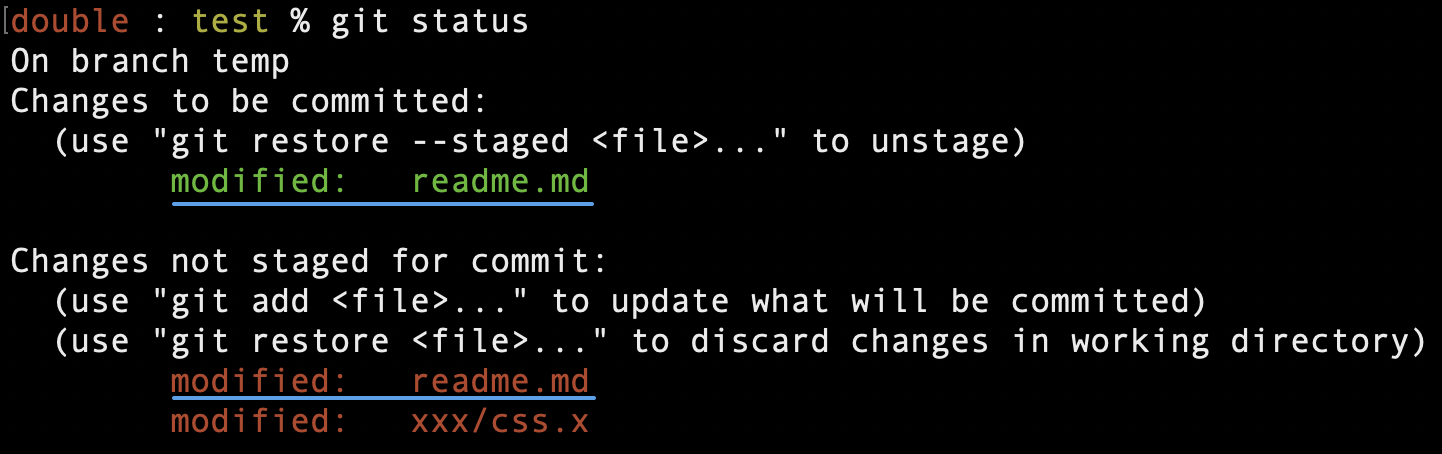 [double : test % git status
On branch temp
Changes to be committed:
  (use "git restore --staged <file>..." to unstage)
        modified:   readme.md

Changes not staged for commit:
  (use "git add <file>..." to update what will be committed)
  (use "git restore <file>..." to discard changes in working directory)
        modified:   readme.md
        modified:   xxx/css.x